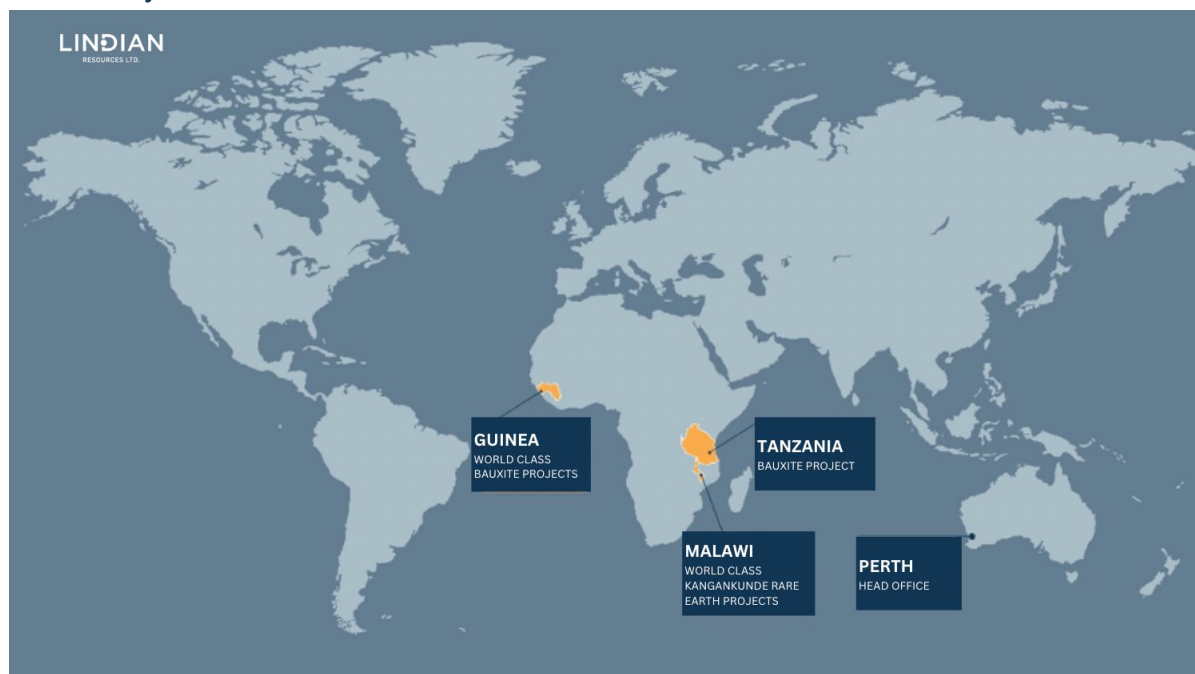 LINDIAN
RESOURCES LTD.
GUINEA
WORLD CLASS
BAUXITE PROJECTS
TANZANIA
BAUXITE PROJECT
MALAWI
WORLD CLASS
KANGANKUNDE RARE
EARTH PROJECTS
PERTH
HEAD OFFICE